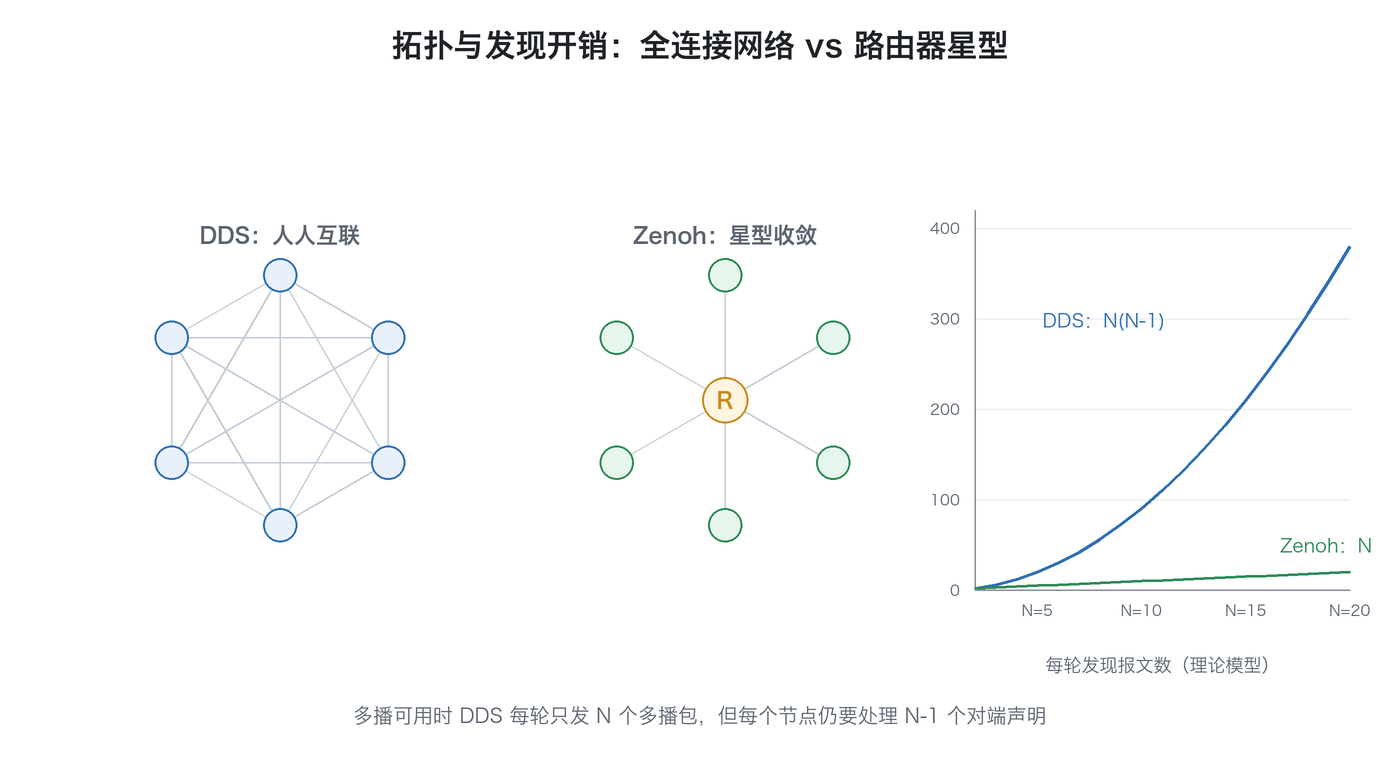 拓扑与发现开销：全连接网络 vs 路由器星型
DDS：人人互联
Zenoh：星型收敛
R
400
300
200
100
0
DDS：N(N-1)
Zenoh：N
N=5
N=10
N=15
N=20
每轮发现报文数（理论模型）
多播可用时 DDS 每轮只发 N 个多播包，但每个节点仍要处理 N-1 个对端声明